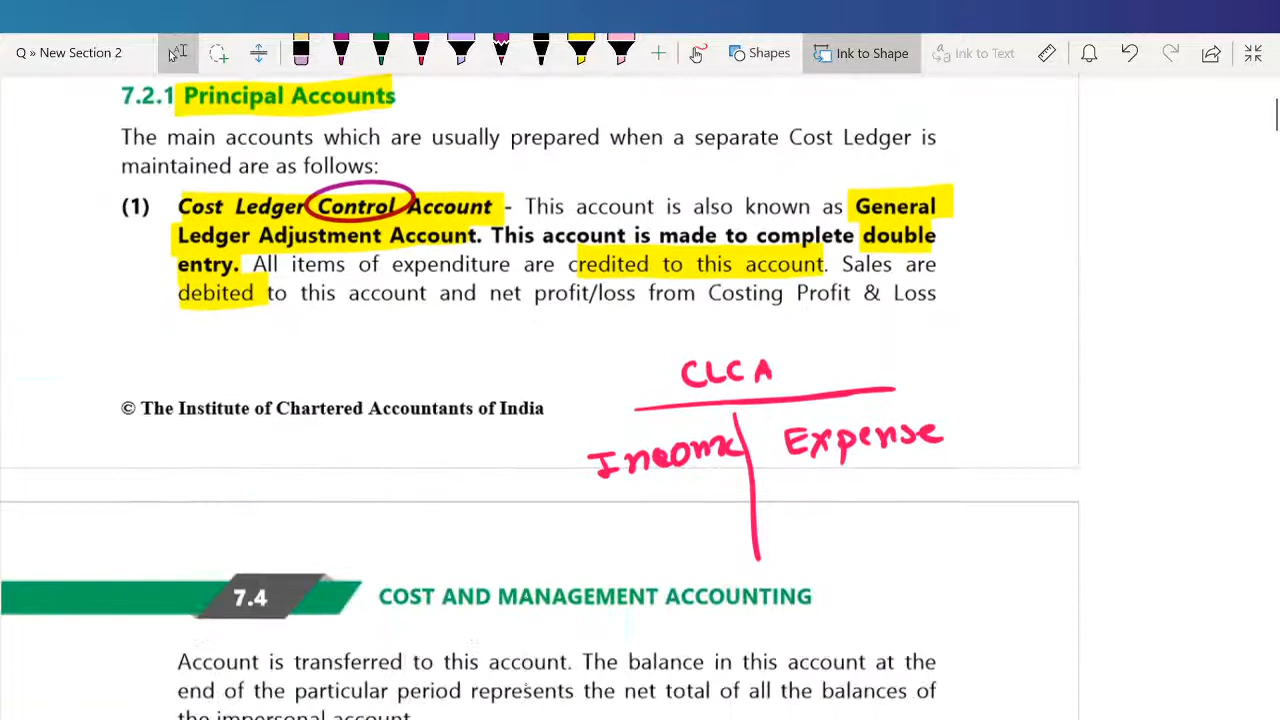 Q » New Section 2
Shapes
Ink to Shape
Ink to Text
7.2.1 Principal Accounts
The main accounts which are usually prepared when a separate Cost Ledger is
maintained are as follows:
(1) Cost Ledger Control Account - This account is also known as General
Ledger Adjustment Account. This account is made to complete double
entry. All items of expenditure are credited to this account. Sales are
debited to this account and net profit/loss from Costing Profit & Loss
CLCA
Income Expense
© The Institute of Chartered Accountants of India
7.4 COST AND MANAGEMENT ACCOUNTING
Account is transferred to this account. The balance in this account at the
end of the particular period represents the net total of all the balances of
the impersonal account.